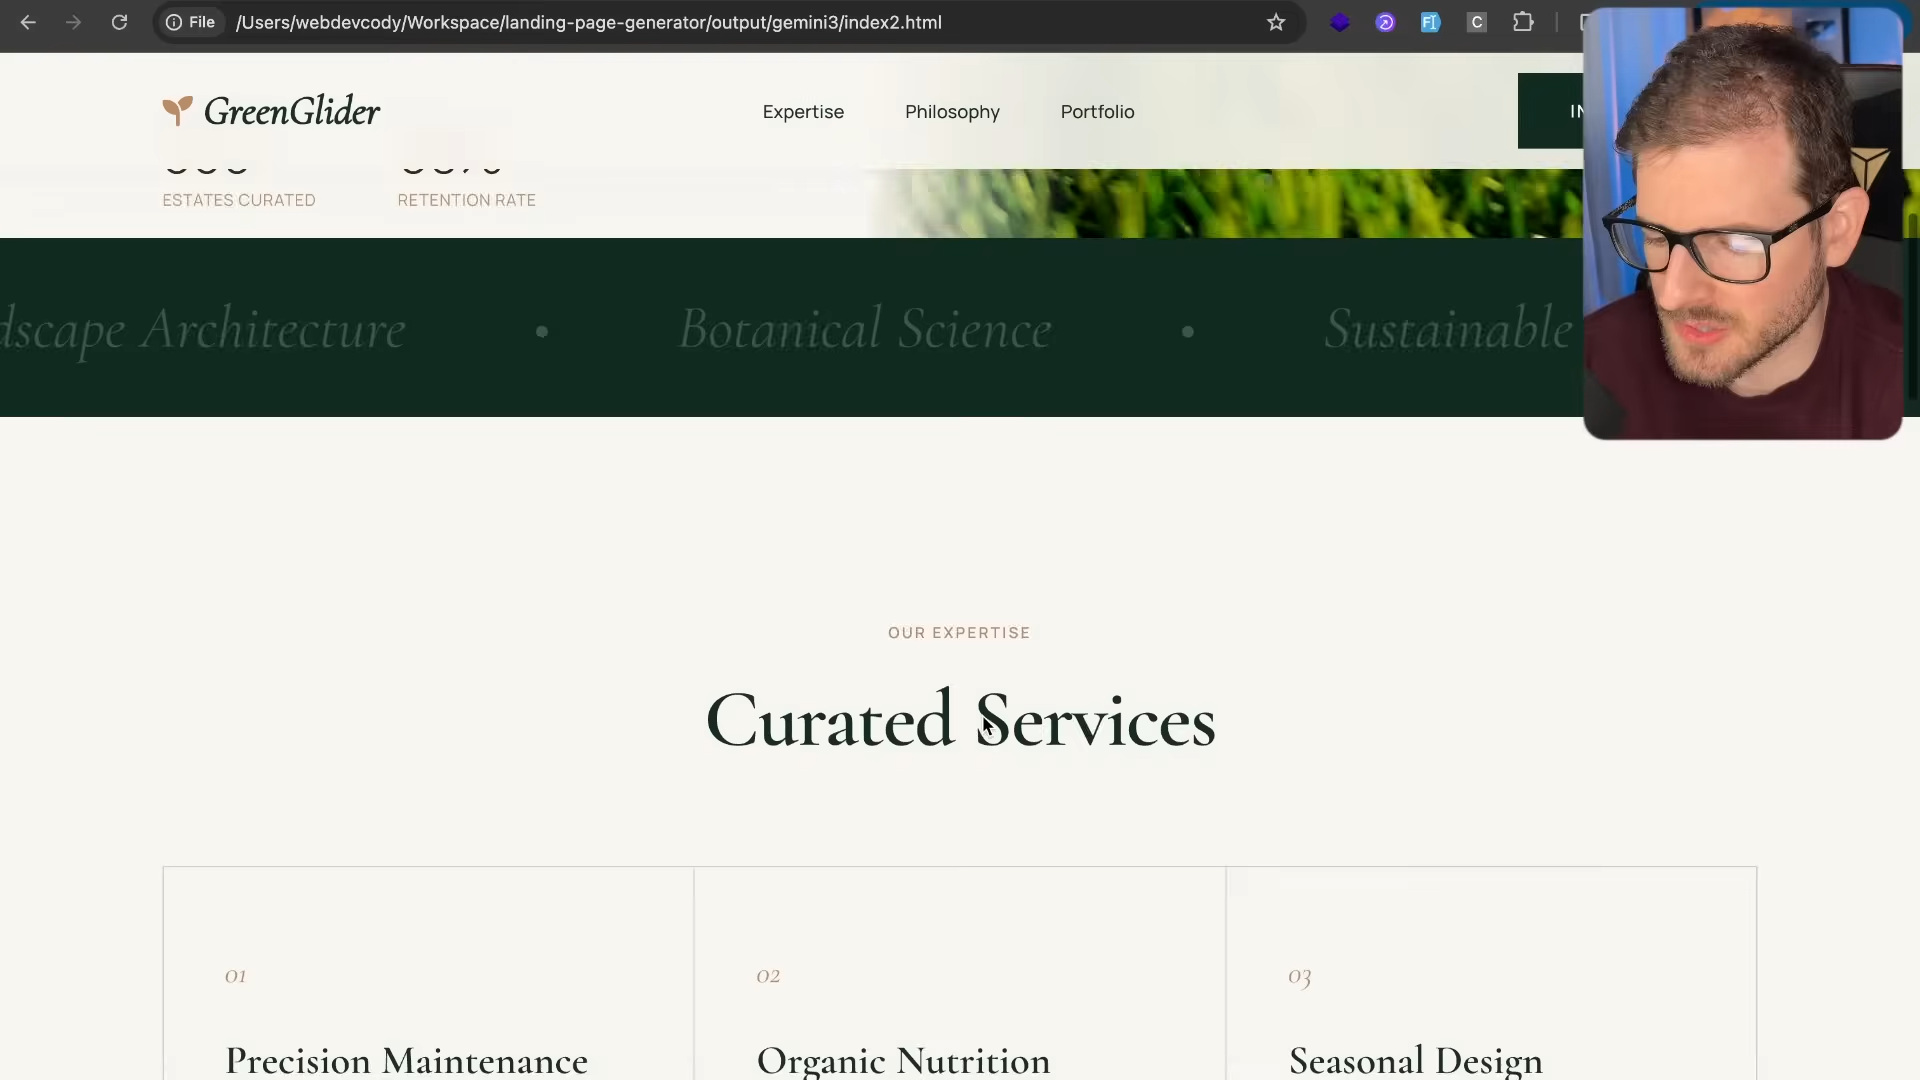 File /Users/webdevcody/Workspace/landing-page-generator/output/gemini3/index2.html
GreenGlider
Expertise
Philosophy
Portfolio
ESTATES CURATED
RETENTION RATE
dscape Architecture • Botanical Science • Sustainable
OUR EXPERTISE
Curated Services
01
02
03
Precision Maintenance
Organic Nutrition
Seasonal Design